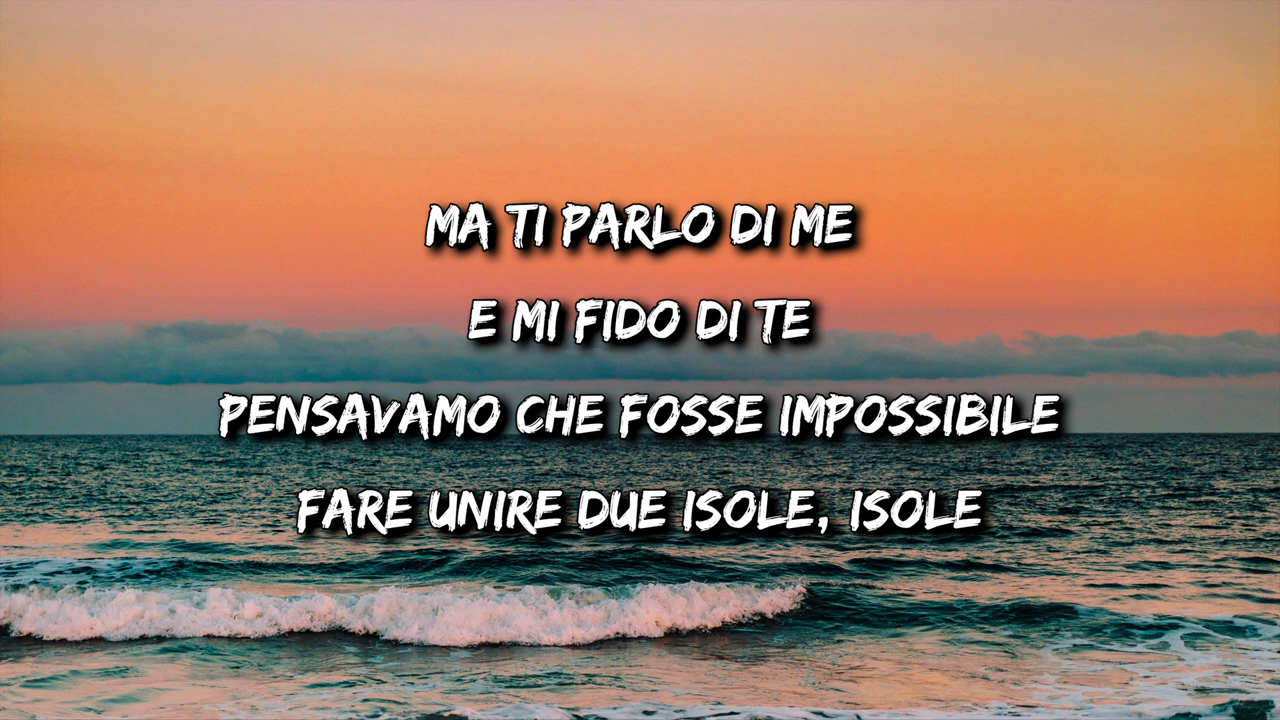 MA TI PARLO DI ME
E MI FIDO DI TE
PENSAVAMO CHE FOSSE IMPOSSIBILE
FARE UNIRE DUE ISOLE, ISOLE